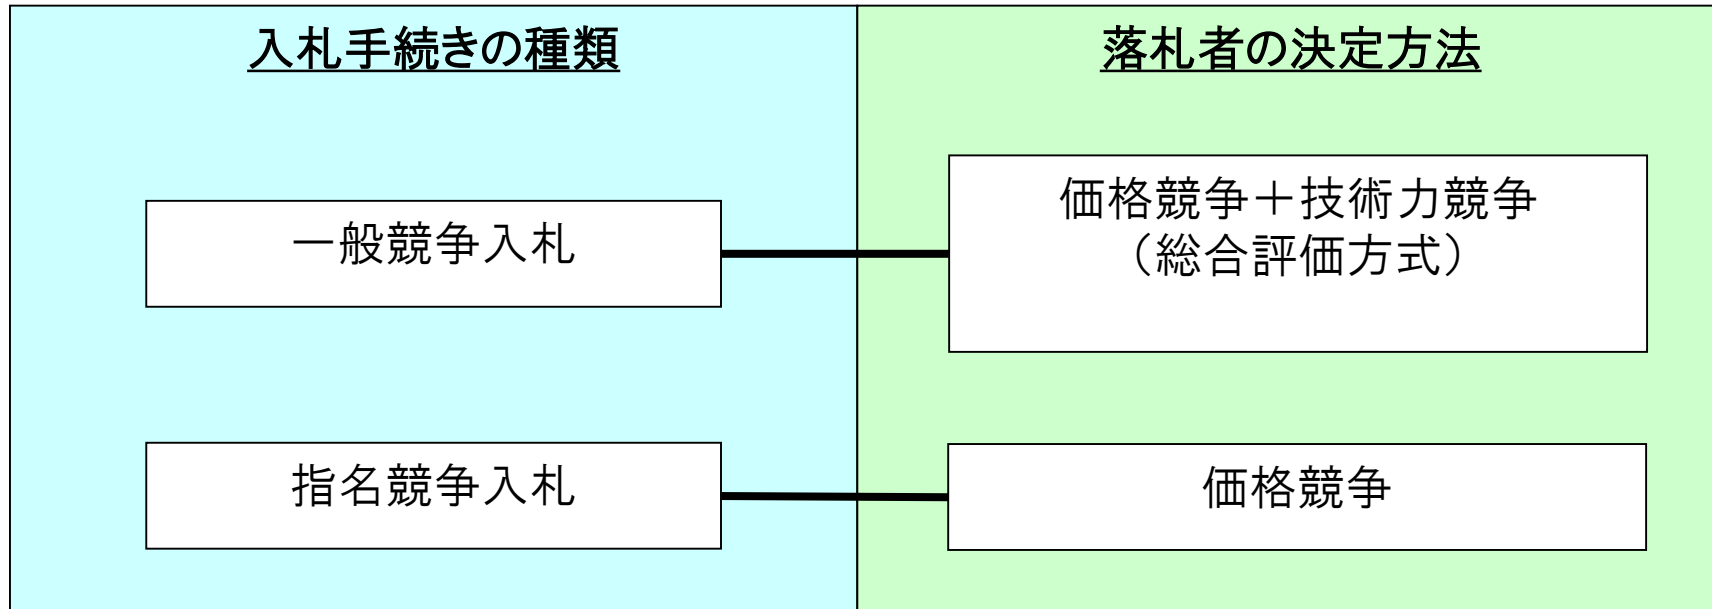 入札手続きの種類
落札者の決定方法
一般競争入札
価格競争＋技術力競争
（総合評価方式）
指名競争入札
価格競争